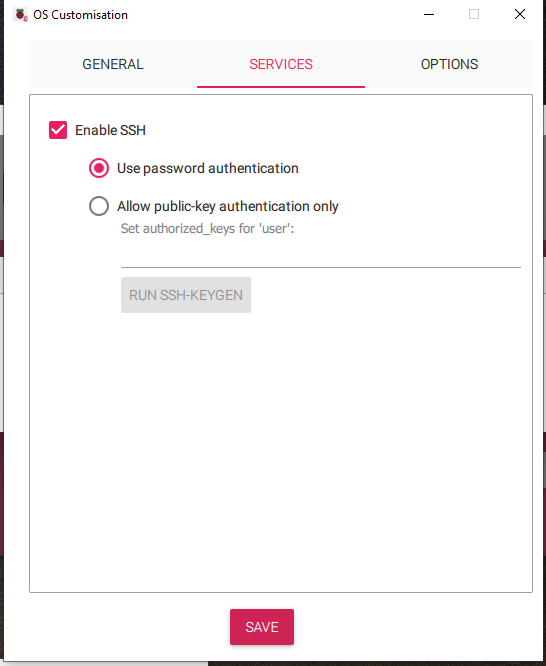 OS Customisation
GENERAL SERVICES OPTIONS
Enable SSH
Use password authentication
Allow public-key authentication only
Set authorized_keys for 'user':
RUN SSH-KEYGEN
SAVE